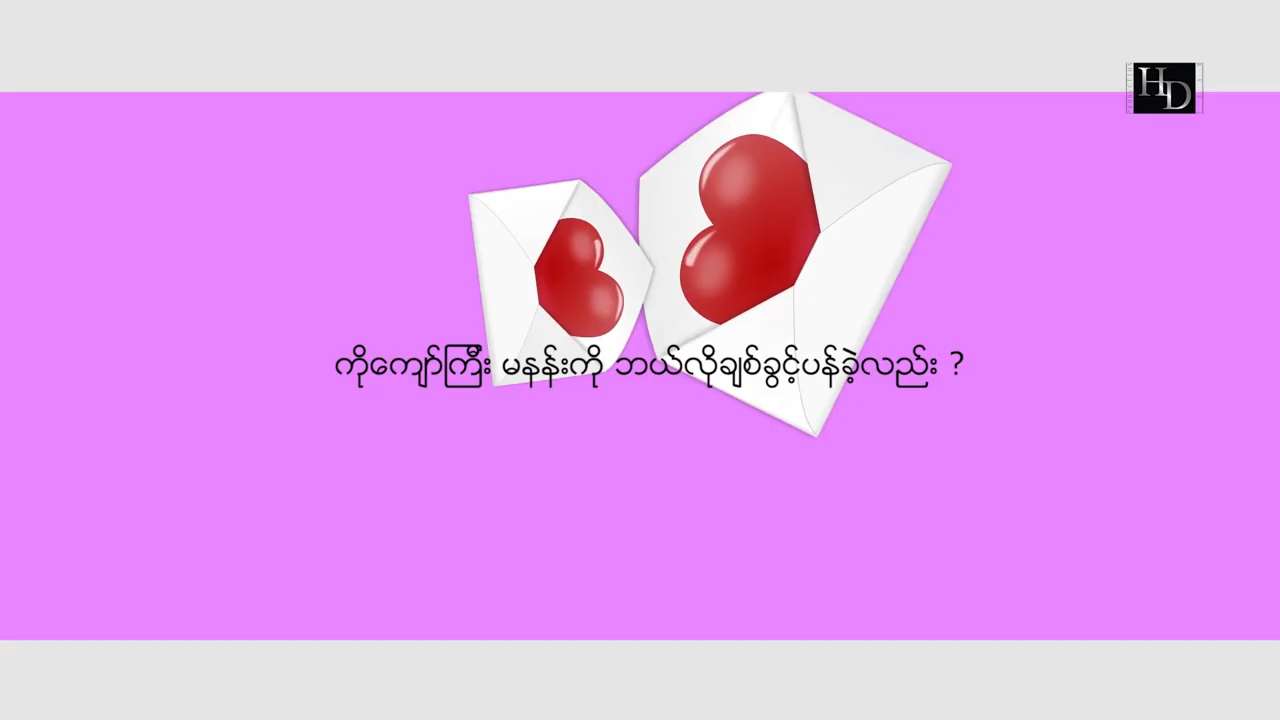 HD
ကိုကျော်ကြီး မနန်းကို ဘယ်လိုချစ်ခွင့်ပန်ခဲ့လည်း ?